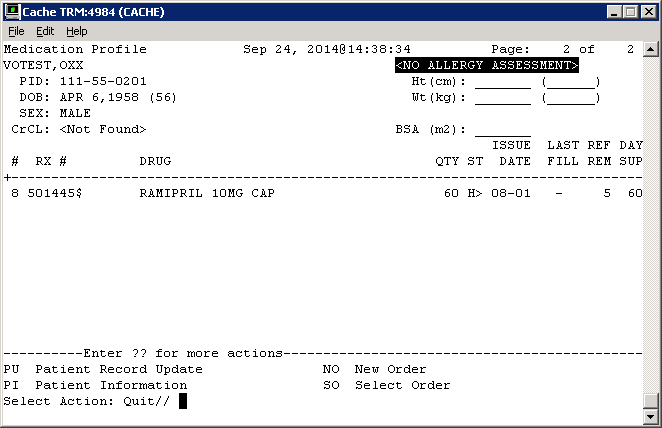 Cache TRM:4984 (CACHE)
File Edit Help
Medication Profile Sep 24, 2014@14:38:34 Page: 2 of 2
VOTEST,OXX <NO ALLERGY ASSESSMENT>
PID: 111-55-0201 Ht(cm): _______ (______)
DOB: APR 6,1958 (56) Wt(kg): _______ (______)
SEX: MALE
CrCL: <Not Found> BSA (m2): _______
ISSUE LAST REF DAY
# RX # DRUG QTY ST DATE FILL REM SUP
8 501445$ RAMIPRIL 10MG CAP 60 H> 08-01 - 5 60
----------Enter ?? for more actions----------
PU Patient Record Update NO New Order
PI Patient Information SO Select Order
Select Action: Quit//